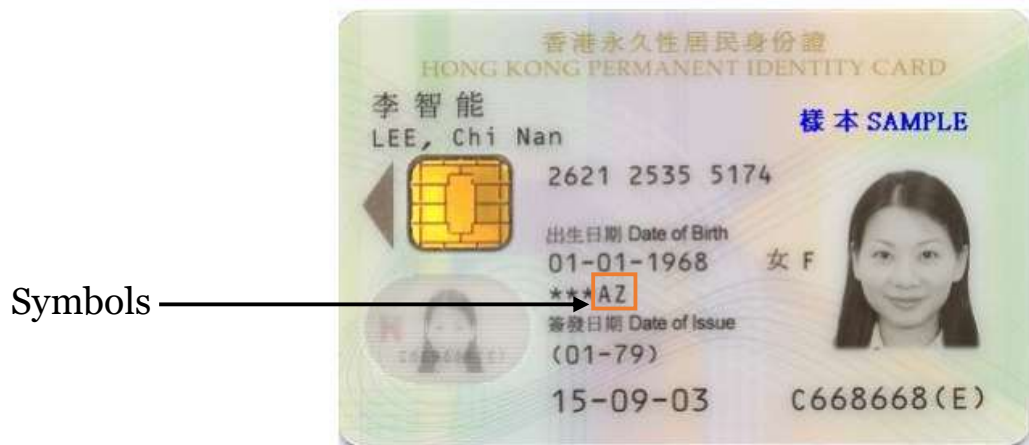 香港永久性居民身份證
HONG KONG PERMANENT IDENTITY CARD
李智能
LEE, Chi Nan
樣本 SAMPLE
2621 2535 5174
出生日期 Date of Birth
01-01-1968 女 F
***AZ
Symbols
簽發日期 Date of Issue
(01-79)
15-09-03 C668668(E)